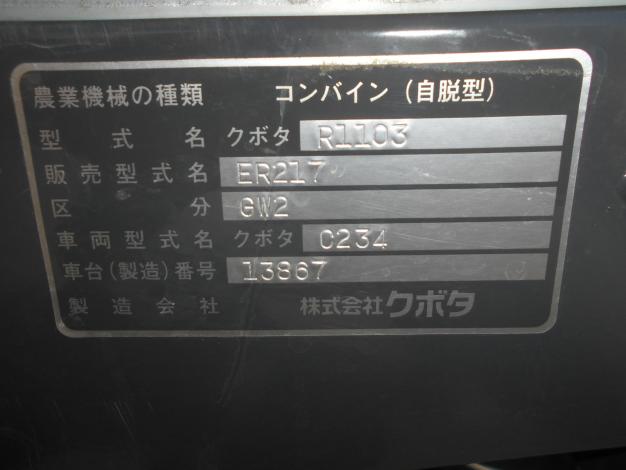 農業機械の種類 コンバイン（自脱型）
型式名 クボタ R1103
販売型式名 ER217
区分 GW2
車両型式名 クボタ C234
車台(製造)番号 13867
製造会社 株式会社クボタ